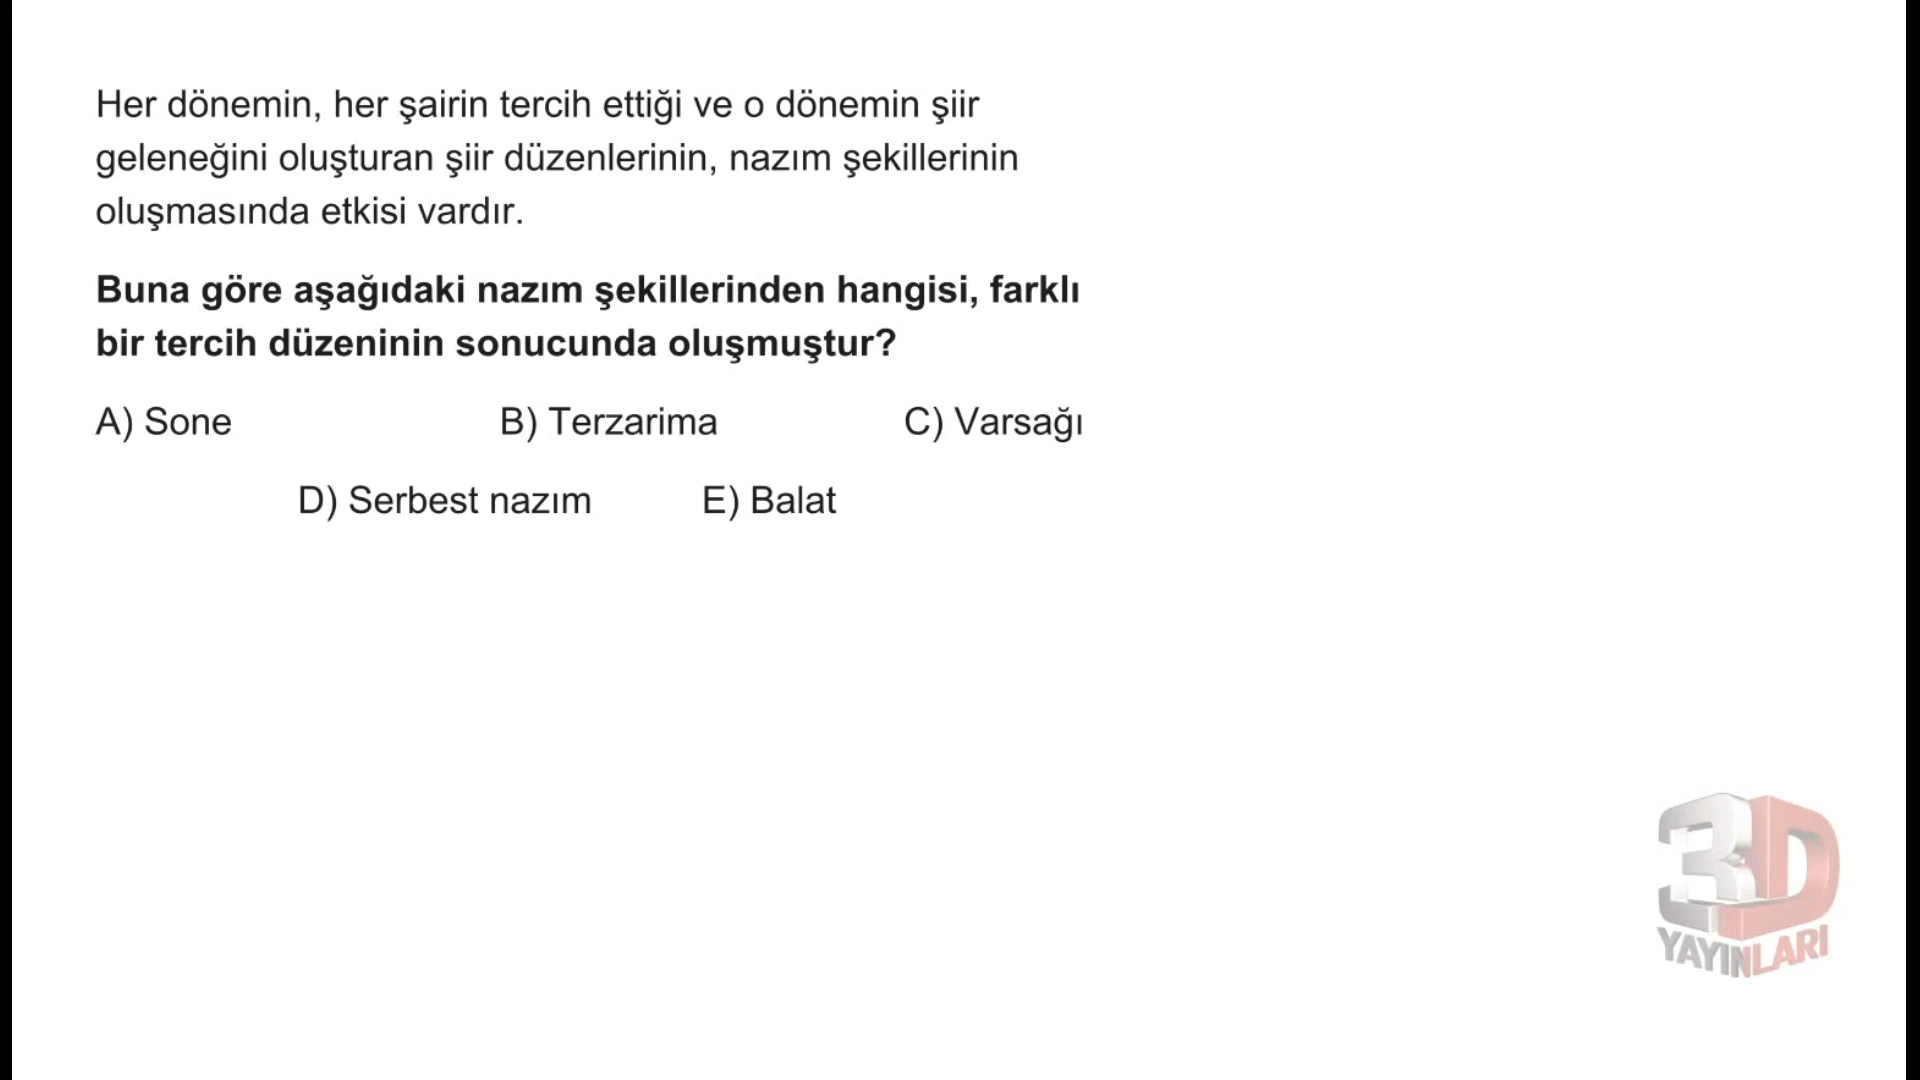 Her dönemin, her şairin tercih ettiği ve o dönemin şiir
geleneğini oluşturan şiir düzenlerinin, nazım şekillerinin
oluşmasında etkisi vardır.
Buna göre aşağıdaki nazım şekillerinden hangisi, farklı
bir tercih düzeninin sonucunda oluşmuştur?
A) Sone B) Terzarima C) Varsağı
D) Serbest nazım E) Balat
3D
YAYINLARI